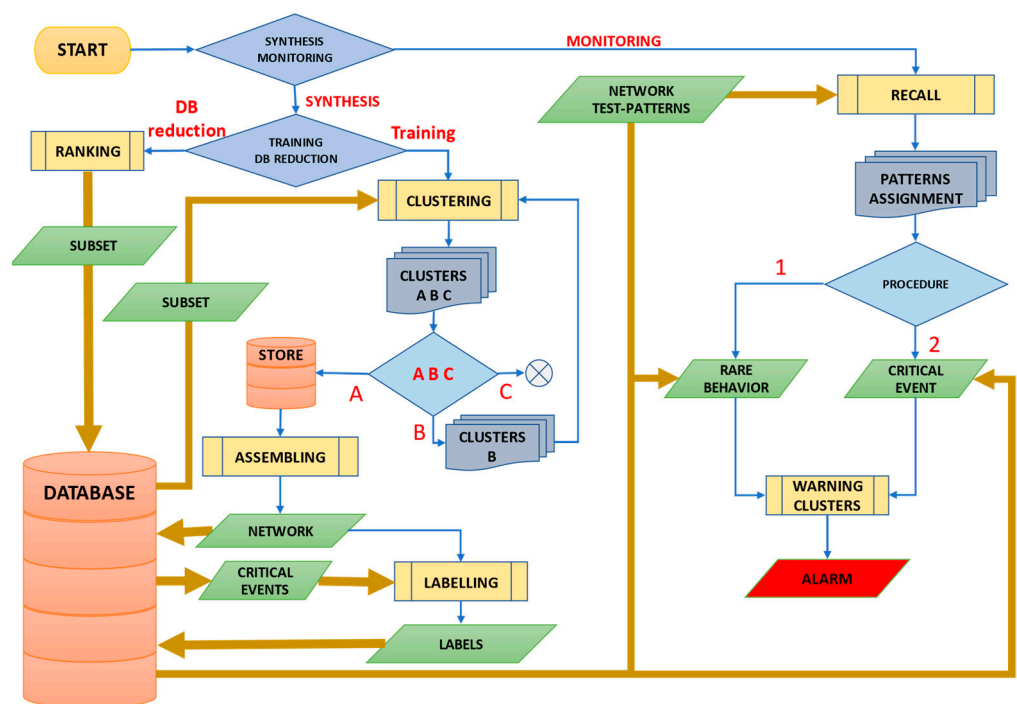 START
SYNTHESIS
MONITORING
MONITORING
SYNTHESIS
NETWORK
TEST-PATTERNS
RECALL
DB
reduction
Training
RANKING
TRAINING
DB REDUCTION
PATTERNS
ASSIGNMENT
CLUSTERING
SUBSET
SUBSET
CLUSTERS
A B C
1
PROCEDURE
STORE
A B C
A
C
2
RARE
BEHAVIOR
CRITICAL
EVENT
B
CLUSTERS
B
ASSEMBLING
DATABASE
WARNING
CLUSTERS
NETWORK
CRITICAL
EVENTS
LABELLING
ALARM
LABELS